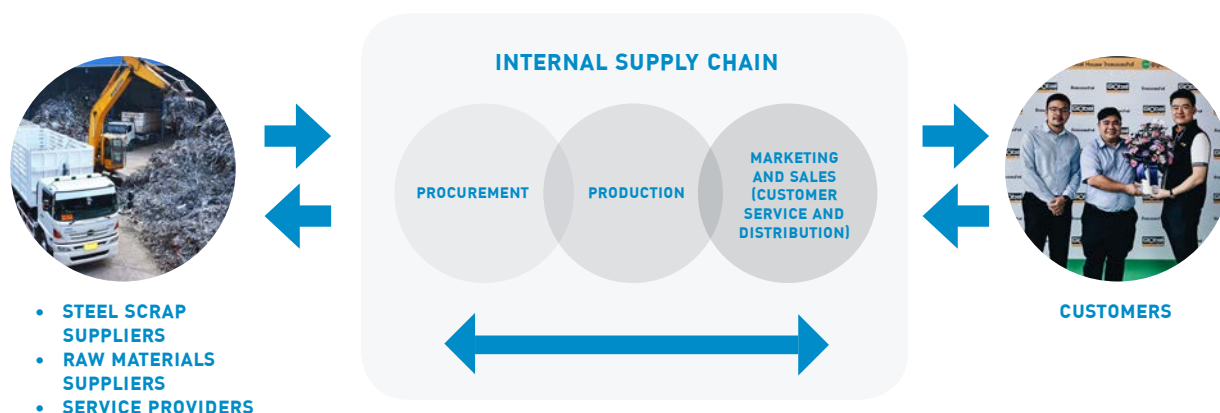 INTERNAL SUPPLY CHAIN
PROCUREMENT
PRODUCTION
MARKETING
AND SALES
(CUSTOMER
SERVICE AND
DISTRIBUTION)
• STEEL SCRAP
SUPPLIERS
• RAW MATERIALS
SUPPLIERS
• SERVICE PROVIDERS
CUSTOMERS